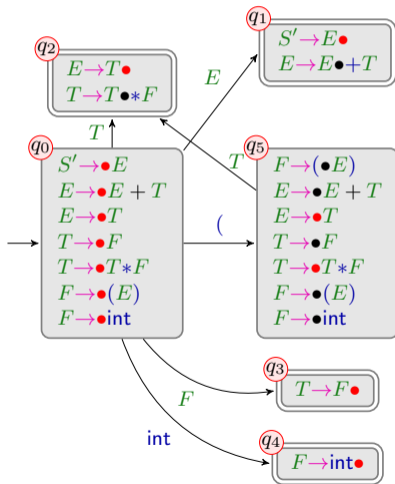 q1
S′→●E
E→E●+T
q2
E→T●
T→T●*F
E
T
T
q0
S′→●E
E→●E + T
E→●T
T→●F
T→●T*F
F→●(E)
F→●int
(
q5
F→(●E)
E→●E + T
E→●T
T→●F
T→●T*F
F→●(E)
F→●int
q3
T→F●
F
int
q4
F→int●